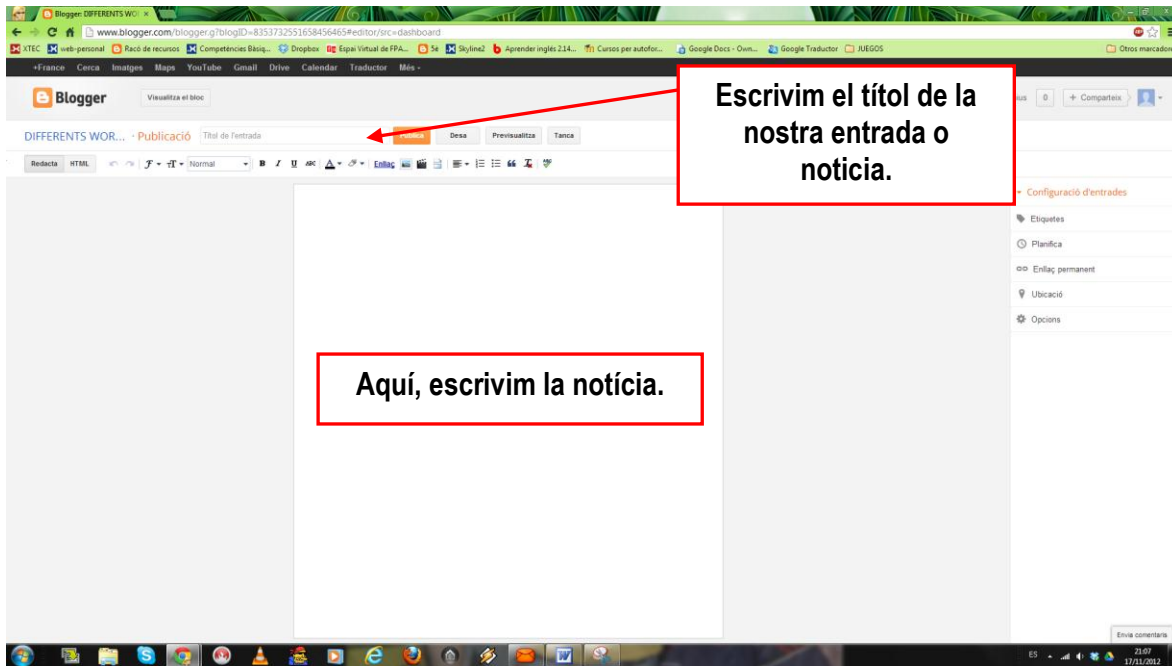 Blogger: DIFFERENTS WO
www.blogger.com/blogger.g?blogID=8353732551658456465#editor/src=dashboard
XTEC web-personal Racó de recursos Competències Bàsiq... Dropbox Espai Virtual de FPA... 5e Skyline2 Aprender inglés 2.14... Cursos per autofor... Google Docs - Own... Google Traductor JUEGOS Otros marcadores
+France Cerca Imatges Maps YouTube Gmail Drive Calendar Traductor Més
Blogger Visualitza el bloc
0 + Comparteix
DIFFERENTS WOR... · Publicació Títol de l'entrada Publica Desa Previsualitza Tanca
Redacta HTML Normal B I U ABC A Enllaç
Escrivim el títol de la
nostra entrada o
noticia.
Configuració d'entrades
Etiquetes
Planifica
Enllaç permanent
Ubicació
Opcions
Aquí, escrivim la notícia.
Envia comentaris
ES 21:07
17/11/2012